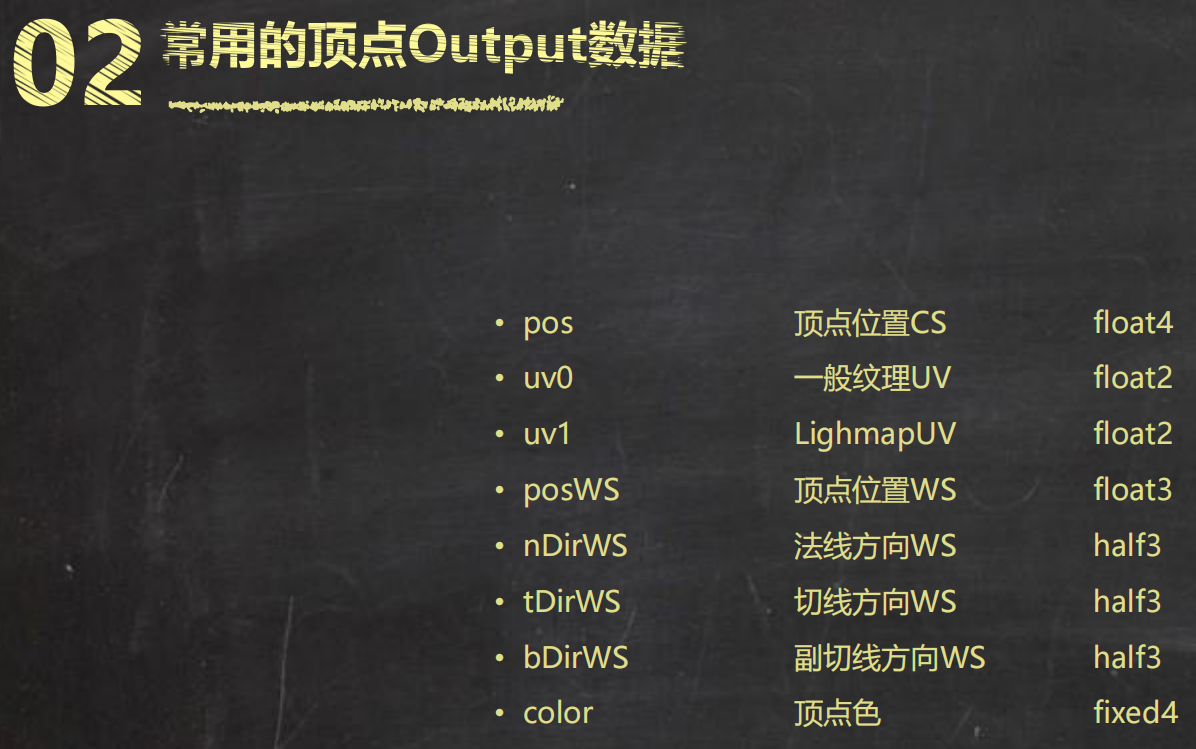 02 常用的顶点Output数据
• pos 顶点位置CS float4
• uv0 一般纹理UV float2
• uv1 LighmapUV float2
• posWS 顶点位置WS float3
• nDirWS 法线方向WS half3
• tDirWS 切线方向WS half3
• bDirWS 副切线方向WS half3
• color 顶点色 fixed4